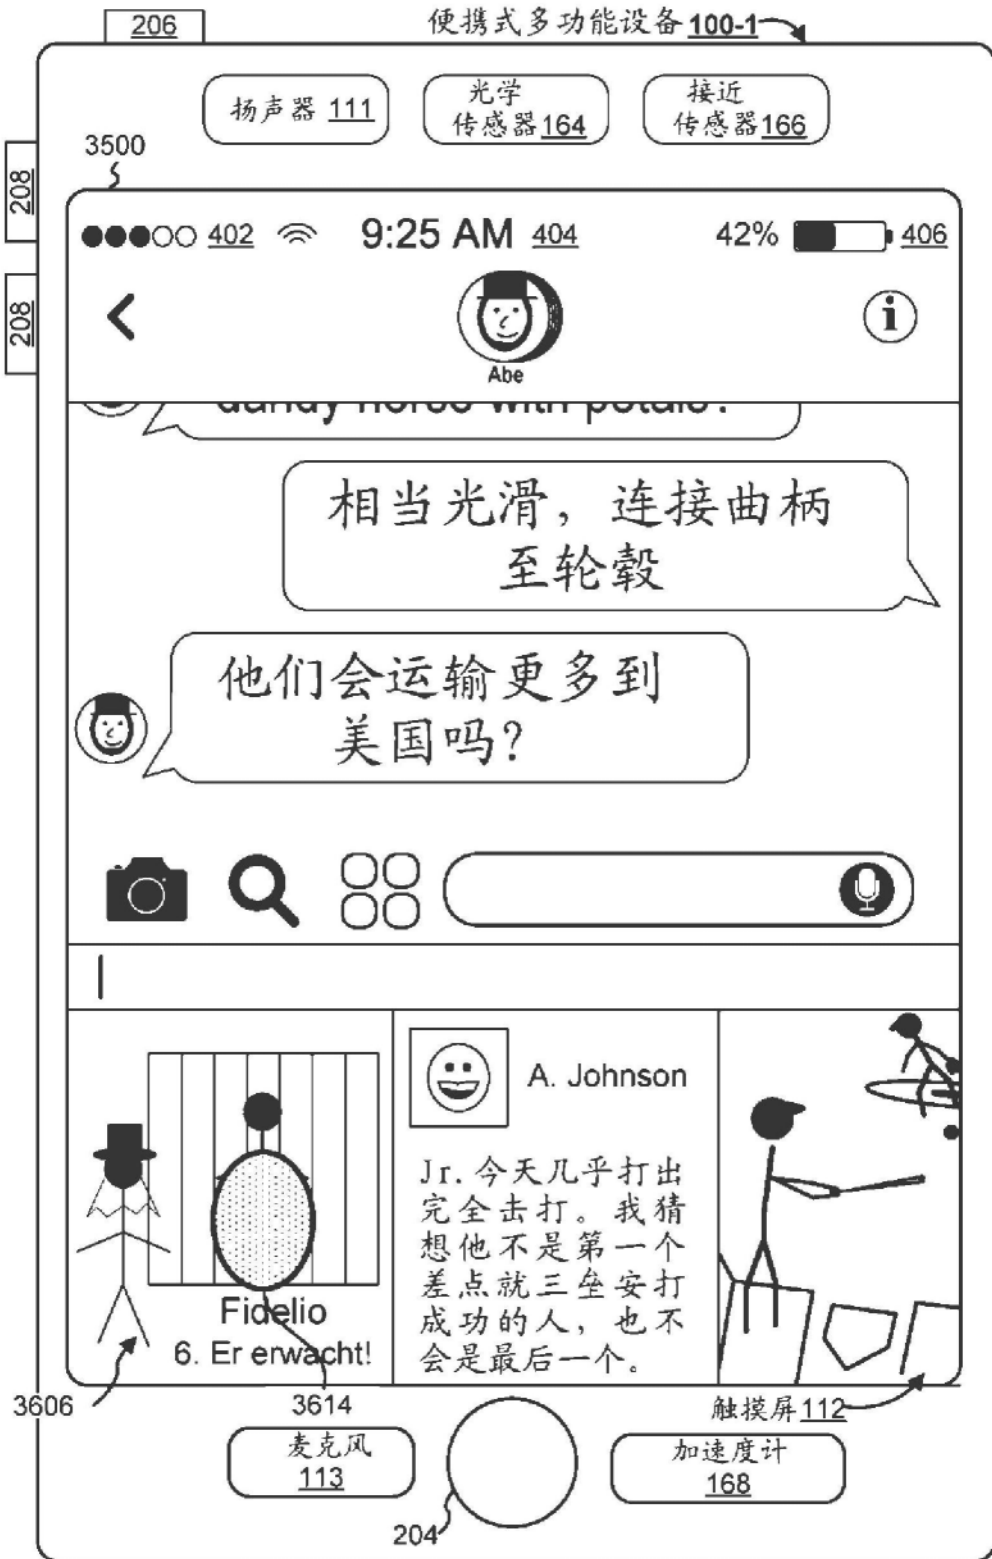 206
便携式多功能设备 100-1
扬声器 111
光学
传感器 164
接近
传感器 166
3500
208
208
402
9:25 AM 404
42%
406
i
Abe
dandy horse with pedals?
相当光滑，连接曲柄
至轮毂
他们会运输更多到
美国吗？
A. Johnson
Jr. 今天几乎打出
完全击打。我猜
想他不是第一个
差点就三垒安打
成功的人，也不
会是最后一个。
Fidelio
6. Er erwacht!
3606
3614
触摸屏 112
麦克风
113
加速度计
168
204